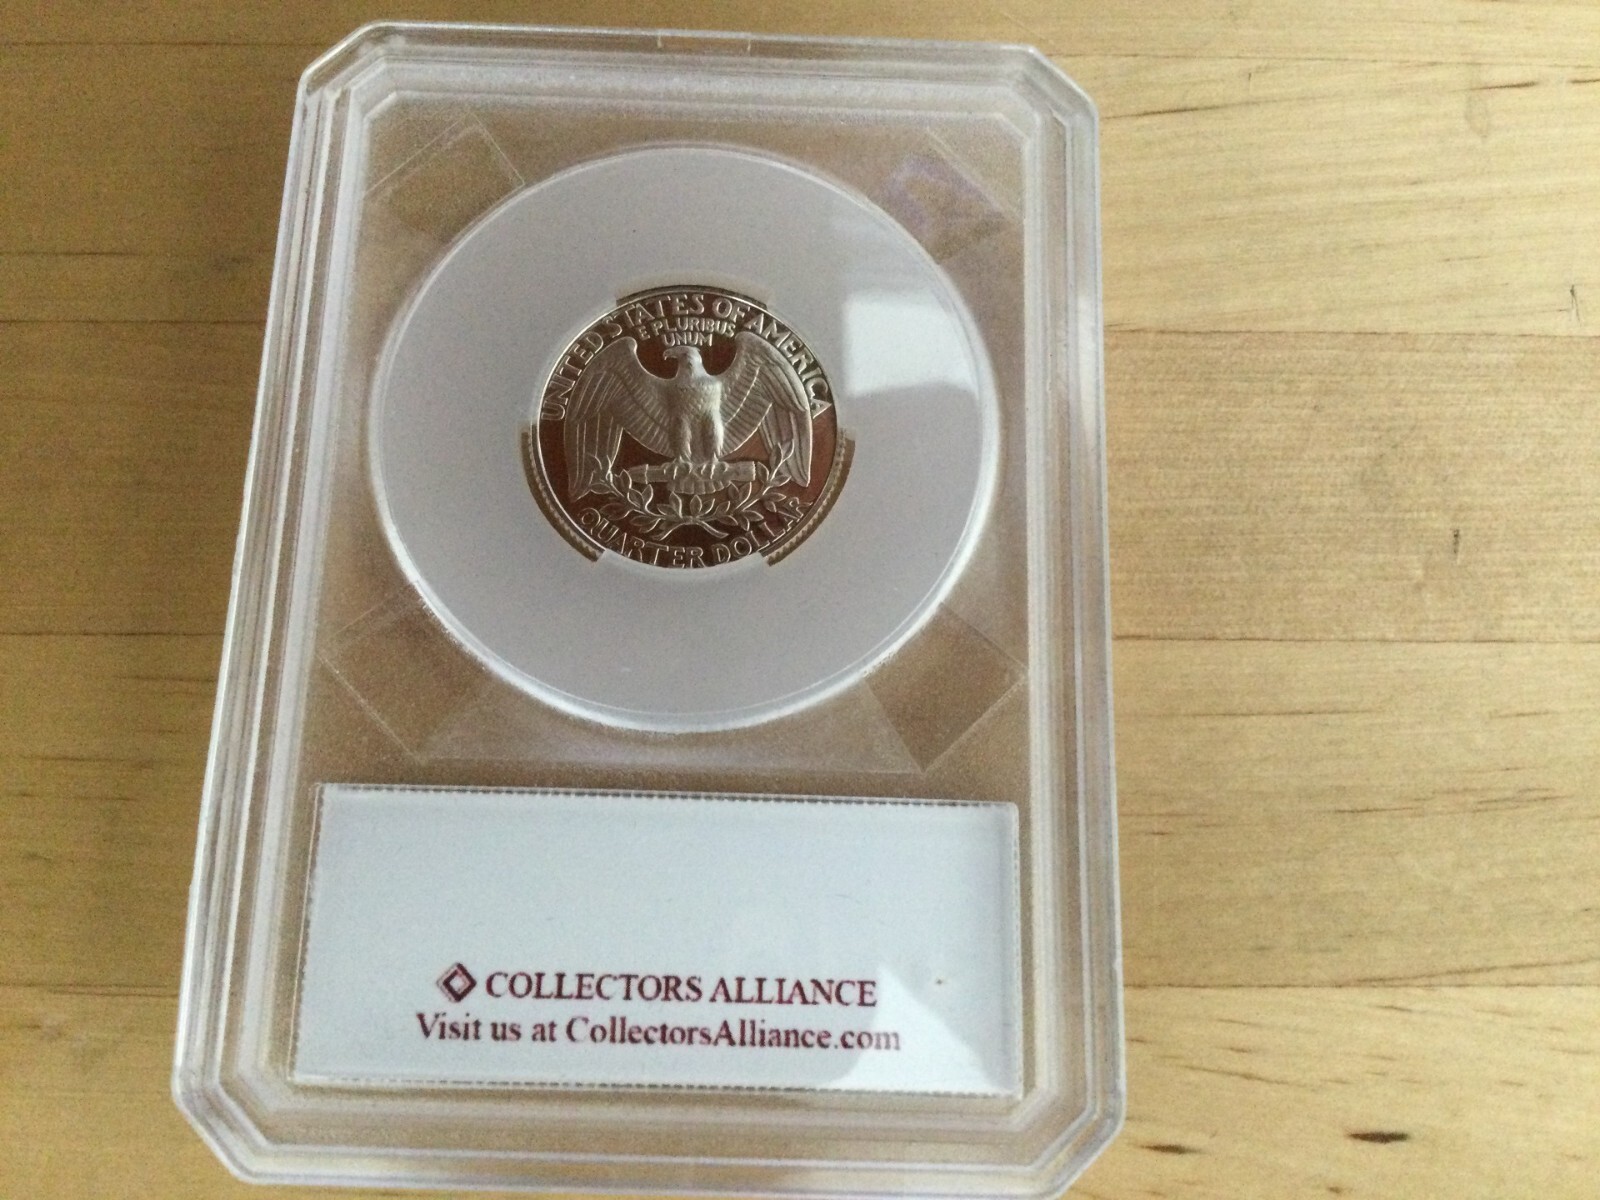 UNITED STATES OF AMERICA
E PLURIBUS
UNUM
QUARTER DOLLAR
COLLECTORS ALLIANCE
Visit us at CollectorsAlliance.com